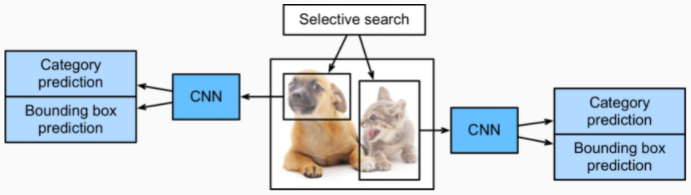 Selective search
Category
prediction
Bounding box
prediction
CNN
CNN
Category
prediction
Bounding box
prediction